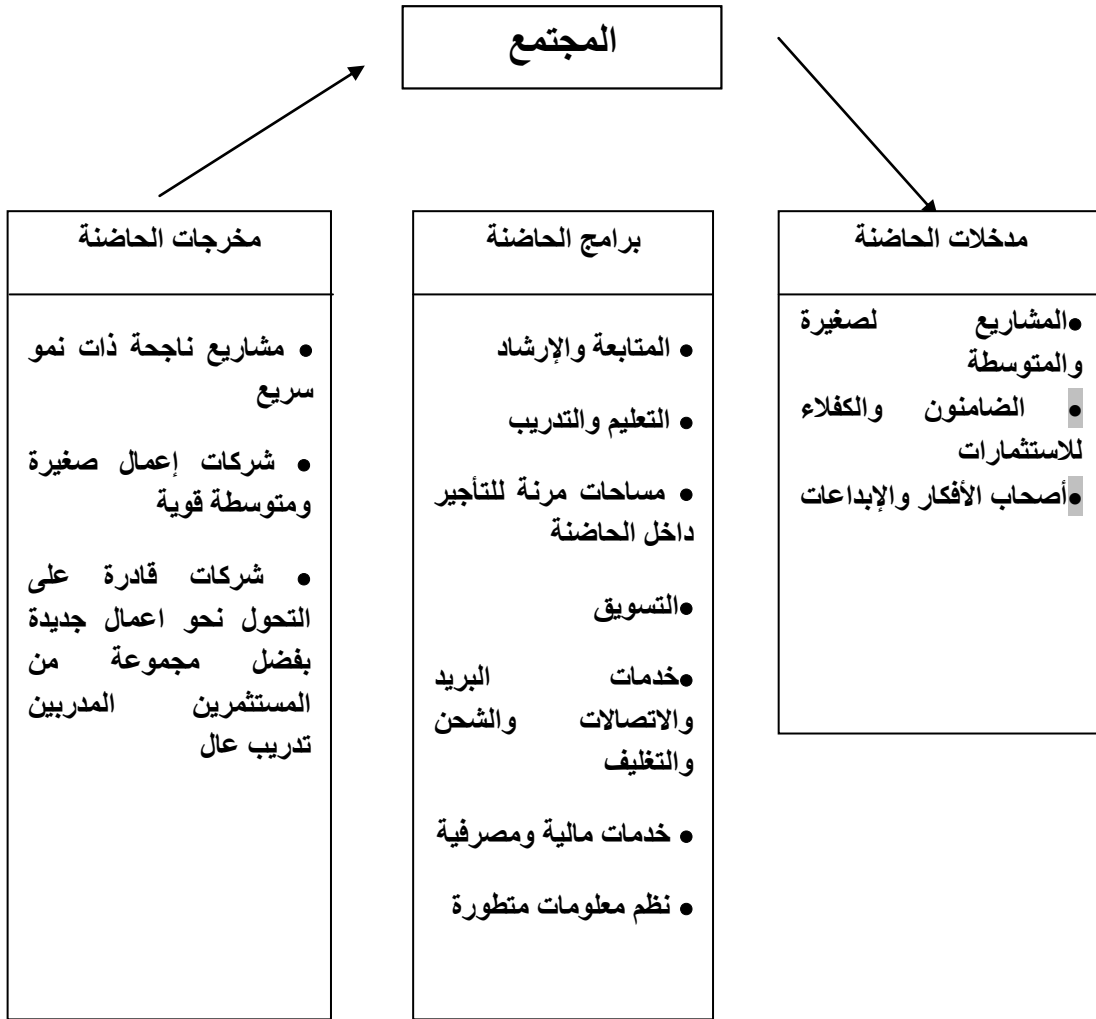 المجتمع
مدخلات الحاضنة
●المشاريع لصغيرة
والمتوسطة
● الضامنون والكفلاء
للاستثمارات
●أصحاب الأفكار والإبداعات
برامج الحاضنة
● المتابعة والإرشاد
● التعليم والتدريب
● مساحات مرنة للتأجير
داخل الحاضنة
●التسويق
●خدمات البريد
والاتصالات والشحن
والتغليف
● خدمات مالية ومصرفية
● نظم معلومات متطورة
مخرجات الحاضنة
● مشاريع ناجحة ذات نمو
سريع
● شركات إعمال صغيرة
ومتوسطة قوية
● شركات قادرة على
التحول نحو اعمال جديدة
بفضل مجموعة من
المستثمرين المدربين
تدريب عال